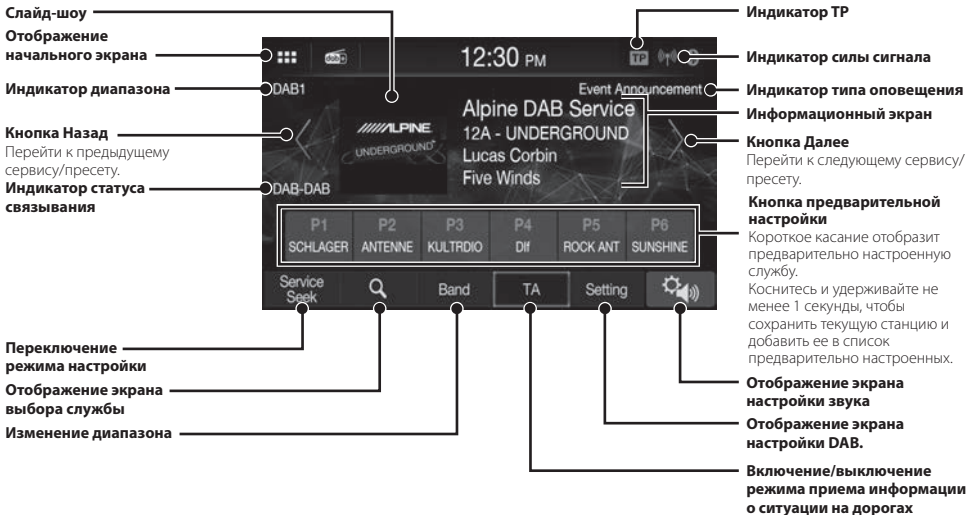 Слайд-шоу
Отображение
начального экрана
Индикатор диапазона
Кнопка Назад
Перейти к предыдущему
сервису/пресету.
Индикатор статуса
связывания
Переключение
режима настройки
Отображение экрана
выбора службы
Изменение диапазона
dab
12:30 PM
TP
DAB1
Event Announcement
ALPINE
UNDERGROUND
Alpine DAB Service
12A - UNDERGROUND
Lucas Corbin
Five Winds
DAB-DAB
P1 P2 P3 P4 P5 P6
SCHLAGER ANTENNE KULTRDIO Dlf ROCK ANT SUNSHINE
Service
Seek
Band TA Setting
Индикатор TP
Индикатор силы сигнала
Индикатор типа оповещения
Информационный экран
Кнопка Далее
Перейти к следующему сервису/
пресету.
Кнопка предварительной
настройки
Короткое касание отобразит
предварительно настроенную
службу.
Коснитесь и удерживайте не
менее 1 секунды, чтобы
сохранить текущую станцию и
добавить ее в список
предварительно настроенных.
Отображение экрана
настройки звука
Отображение экрана
настройки DAB.
Включение/выключение
режима приема информации
о ситуации на дорогах